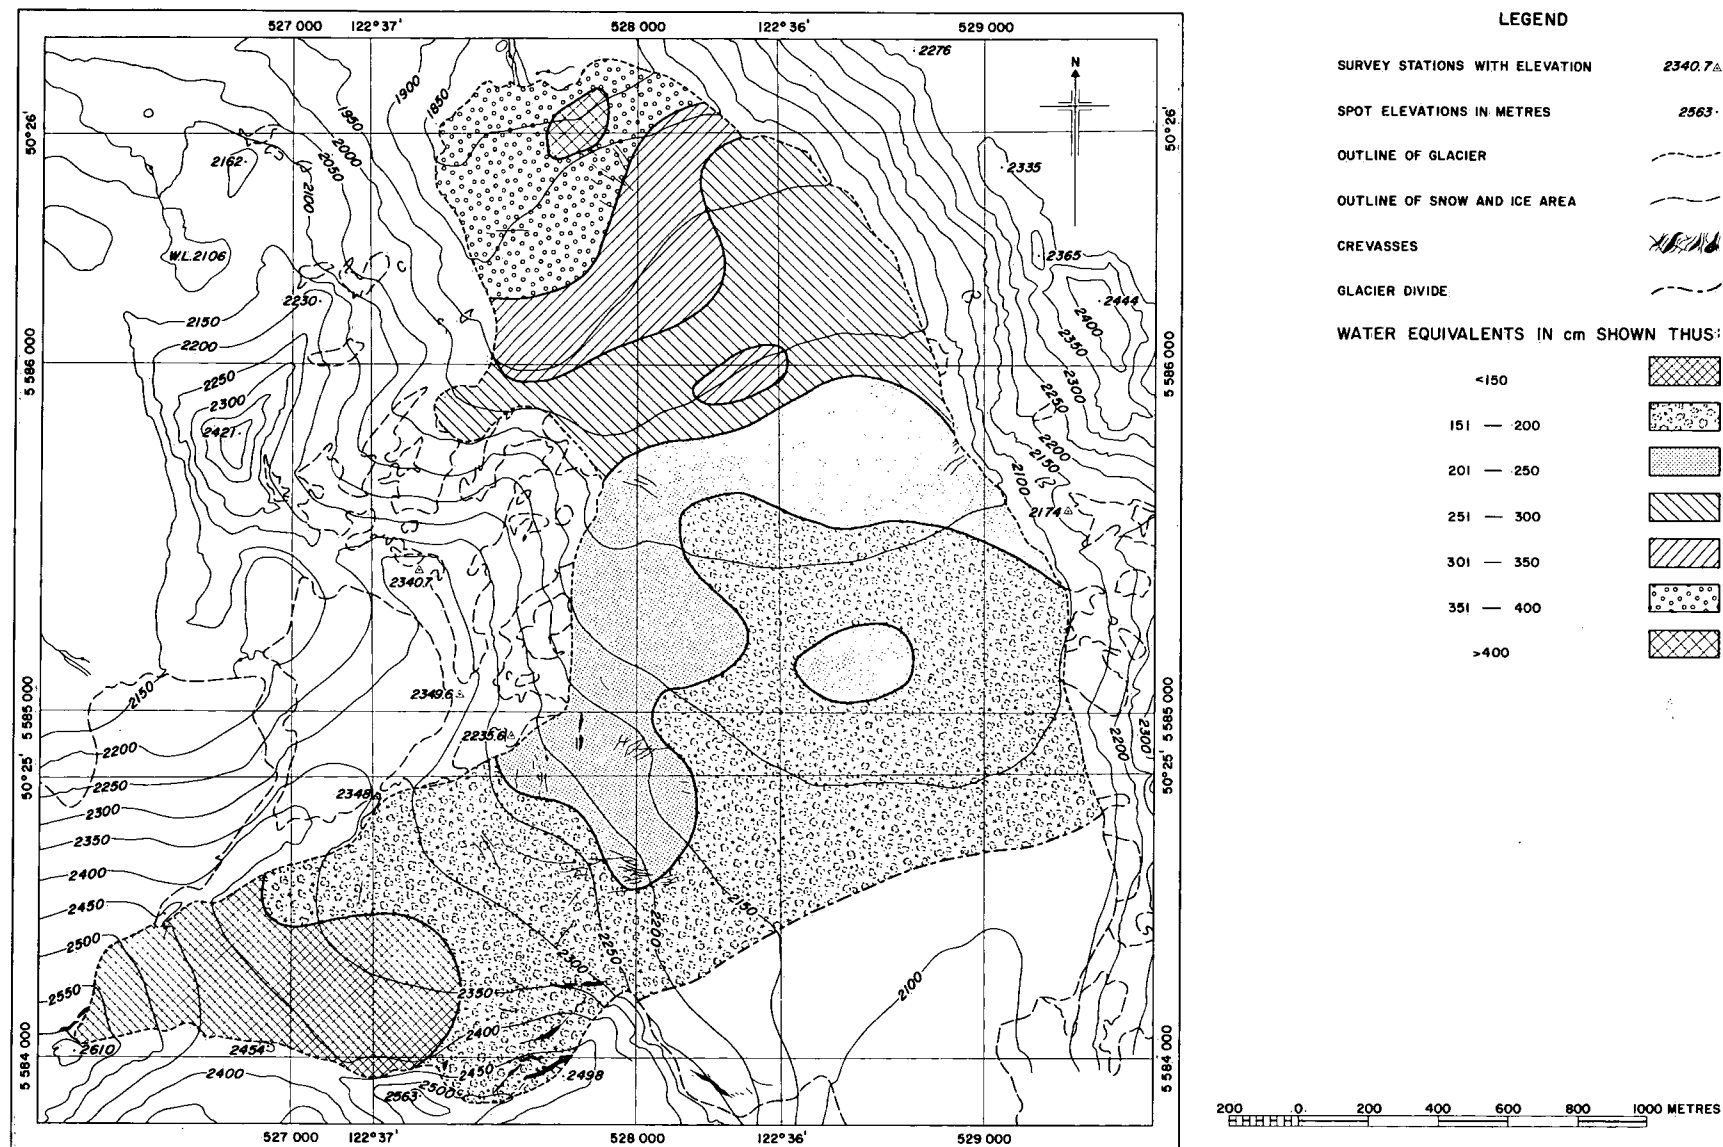 527 000 122° 37' 528 000 122° 36' 529 000
LEGEND
SURVEY STATIONS WITH ELEVATION 2340.7
SPOT ELEVATIONS IN METRES 2563
OUTLINE OF GLACIER
OUTLINE OF SNOW AND ICE AREA
CREVASSES
GLACIER DIVIDE
WATER EQUIVALENTS IN cm SHOWN THUS:
<150
151 — 200
201 — 250
251 — 300
301 — 350
351 — 400
>400
N
2276
1900
1850
1950
2000
2050
2100
2162
50° 26'
50° 26'
2335
W.L.2106
2365
2230
2444
2400
2350
2300
2250
2200
2150
2100
2150
2200
2250
2300
2421
5 586 000
5 586 000
2174
2340.7
2349.6
2235.6
2348
5 585 000
5 585 000
2150
2200
2250
2300
2350
2400
2450
2500
2550
50° 25'
50° 25'
2300
2200
2150
2200
2250
2300
2350
2400
2450
2500
2100
2610
2454
2400
2563
2498
5 584 000
5 584 000
527 000 122° 37' 528 000 122° 36' 529 000
200 0 200 400 600 800 1000 METRES